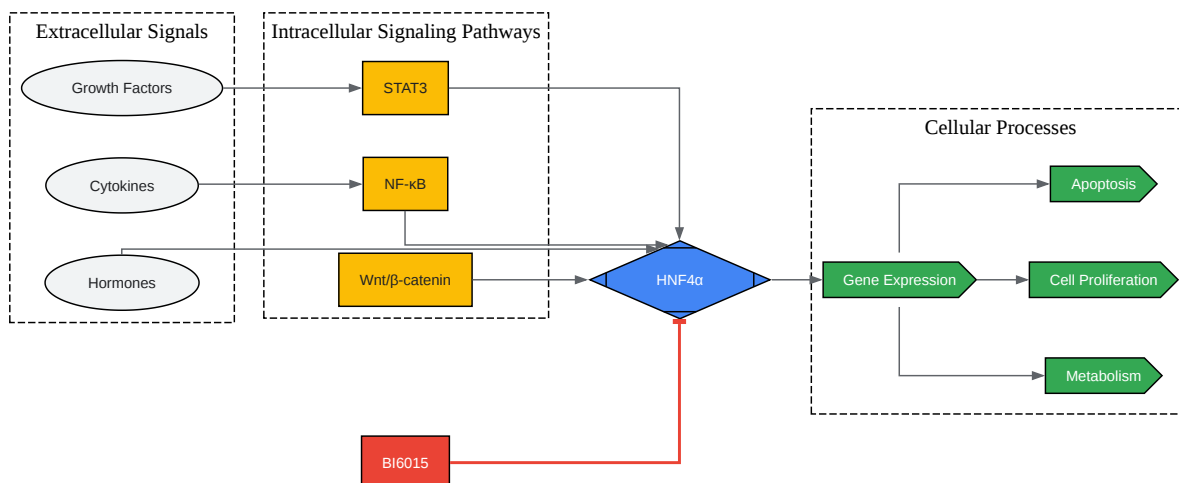 Extracellular Signals
Growth Factors
Cytokines
Hormones
Intracellular Signaling Pathways
STAT3
NF-κB
Wnt/β-catenin
HNF4α
BI6015
Cellular Processes
Apoptosis
Gene Expression
Cell Proliferation
Metabolism